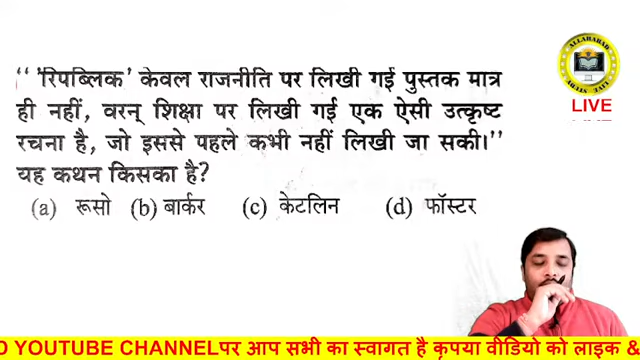 ALLAHABAD
LIVE
'' 'रिपब्लिक' केवल राजनीति पर लिखी गई पुस्तक मात्र
ही नहीं, वरन् शिक्षा पर लिखी गई एक ऐसी उत्कृष्ट
रचना है, जो इससे पहले कभी नहीं लिखी जा सकी।''
यह कथन किसका है?
(a) रूसो (b) बार्कर (c) केटलिन (d) फॉस्टर
O YOUTUBE CHANNELपर आप सभी का स्वागत है कृपया वीडियो को लाइक &